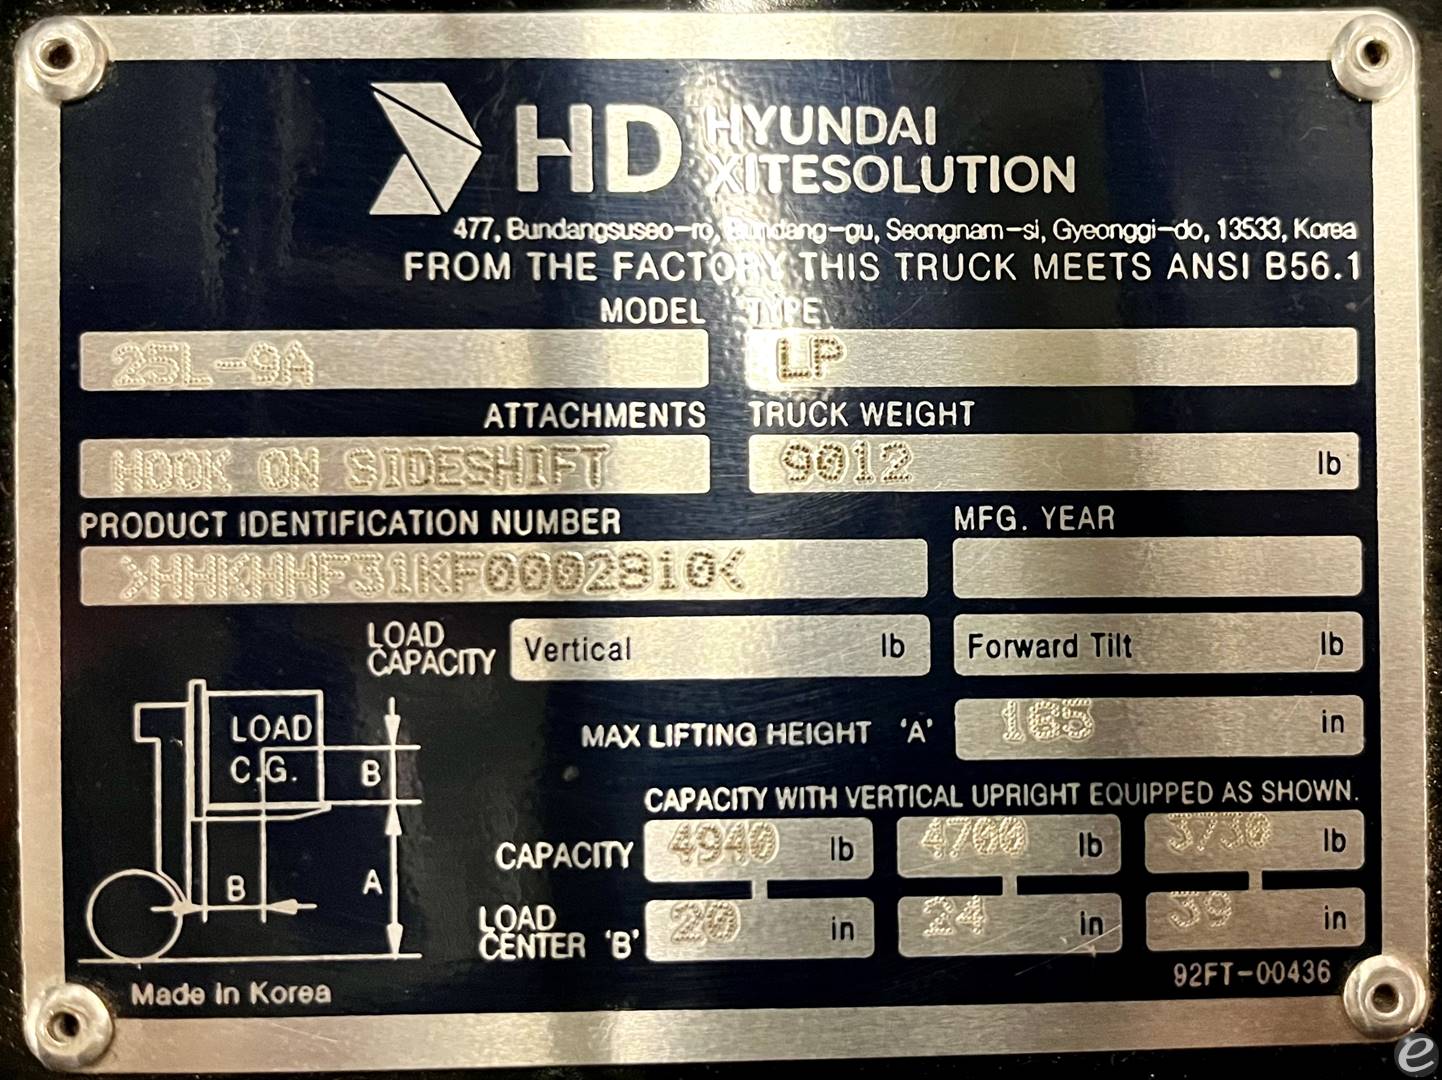 HD HYUNDAI
XITESOLUTION
477, Bundangsuseo-ro, Bundang-gu, Seongnam-si, Gyeonggi-do, 13533, Korea
FROM THE FACTORY THIS TRUCK MEETS ANSI B56.1
MODEL TYPE
25L-9A LP
ATTACHMENTS TRUCK WEIGHT
HOOK ON SIDESHIFT 9012 lb
PRODUCT IDENTIFICATION NUMBER MFG. YEAR
>HHKHHF31KF0002810<
LOAD CAPACITY Vertical lb Forward Tilt lb
MAX LIFTING HEIGHT 'A' 165 in
LOAD
C.G.
B
B
A
CAPACITY WITH VERTICAL UPRIGHT EQUIPPED AS SHOWN.
CAPACITY 4940 lb 4700 lb 3730 lb
LOAD CENTER 'B' 20 in 24 in 39 in
92FT-00436
Made in Korea
e